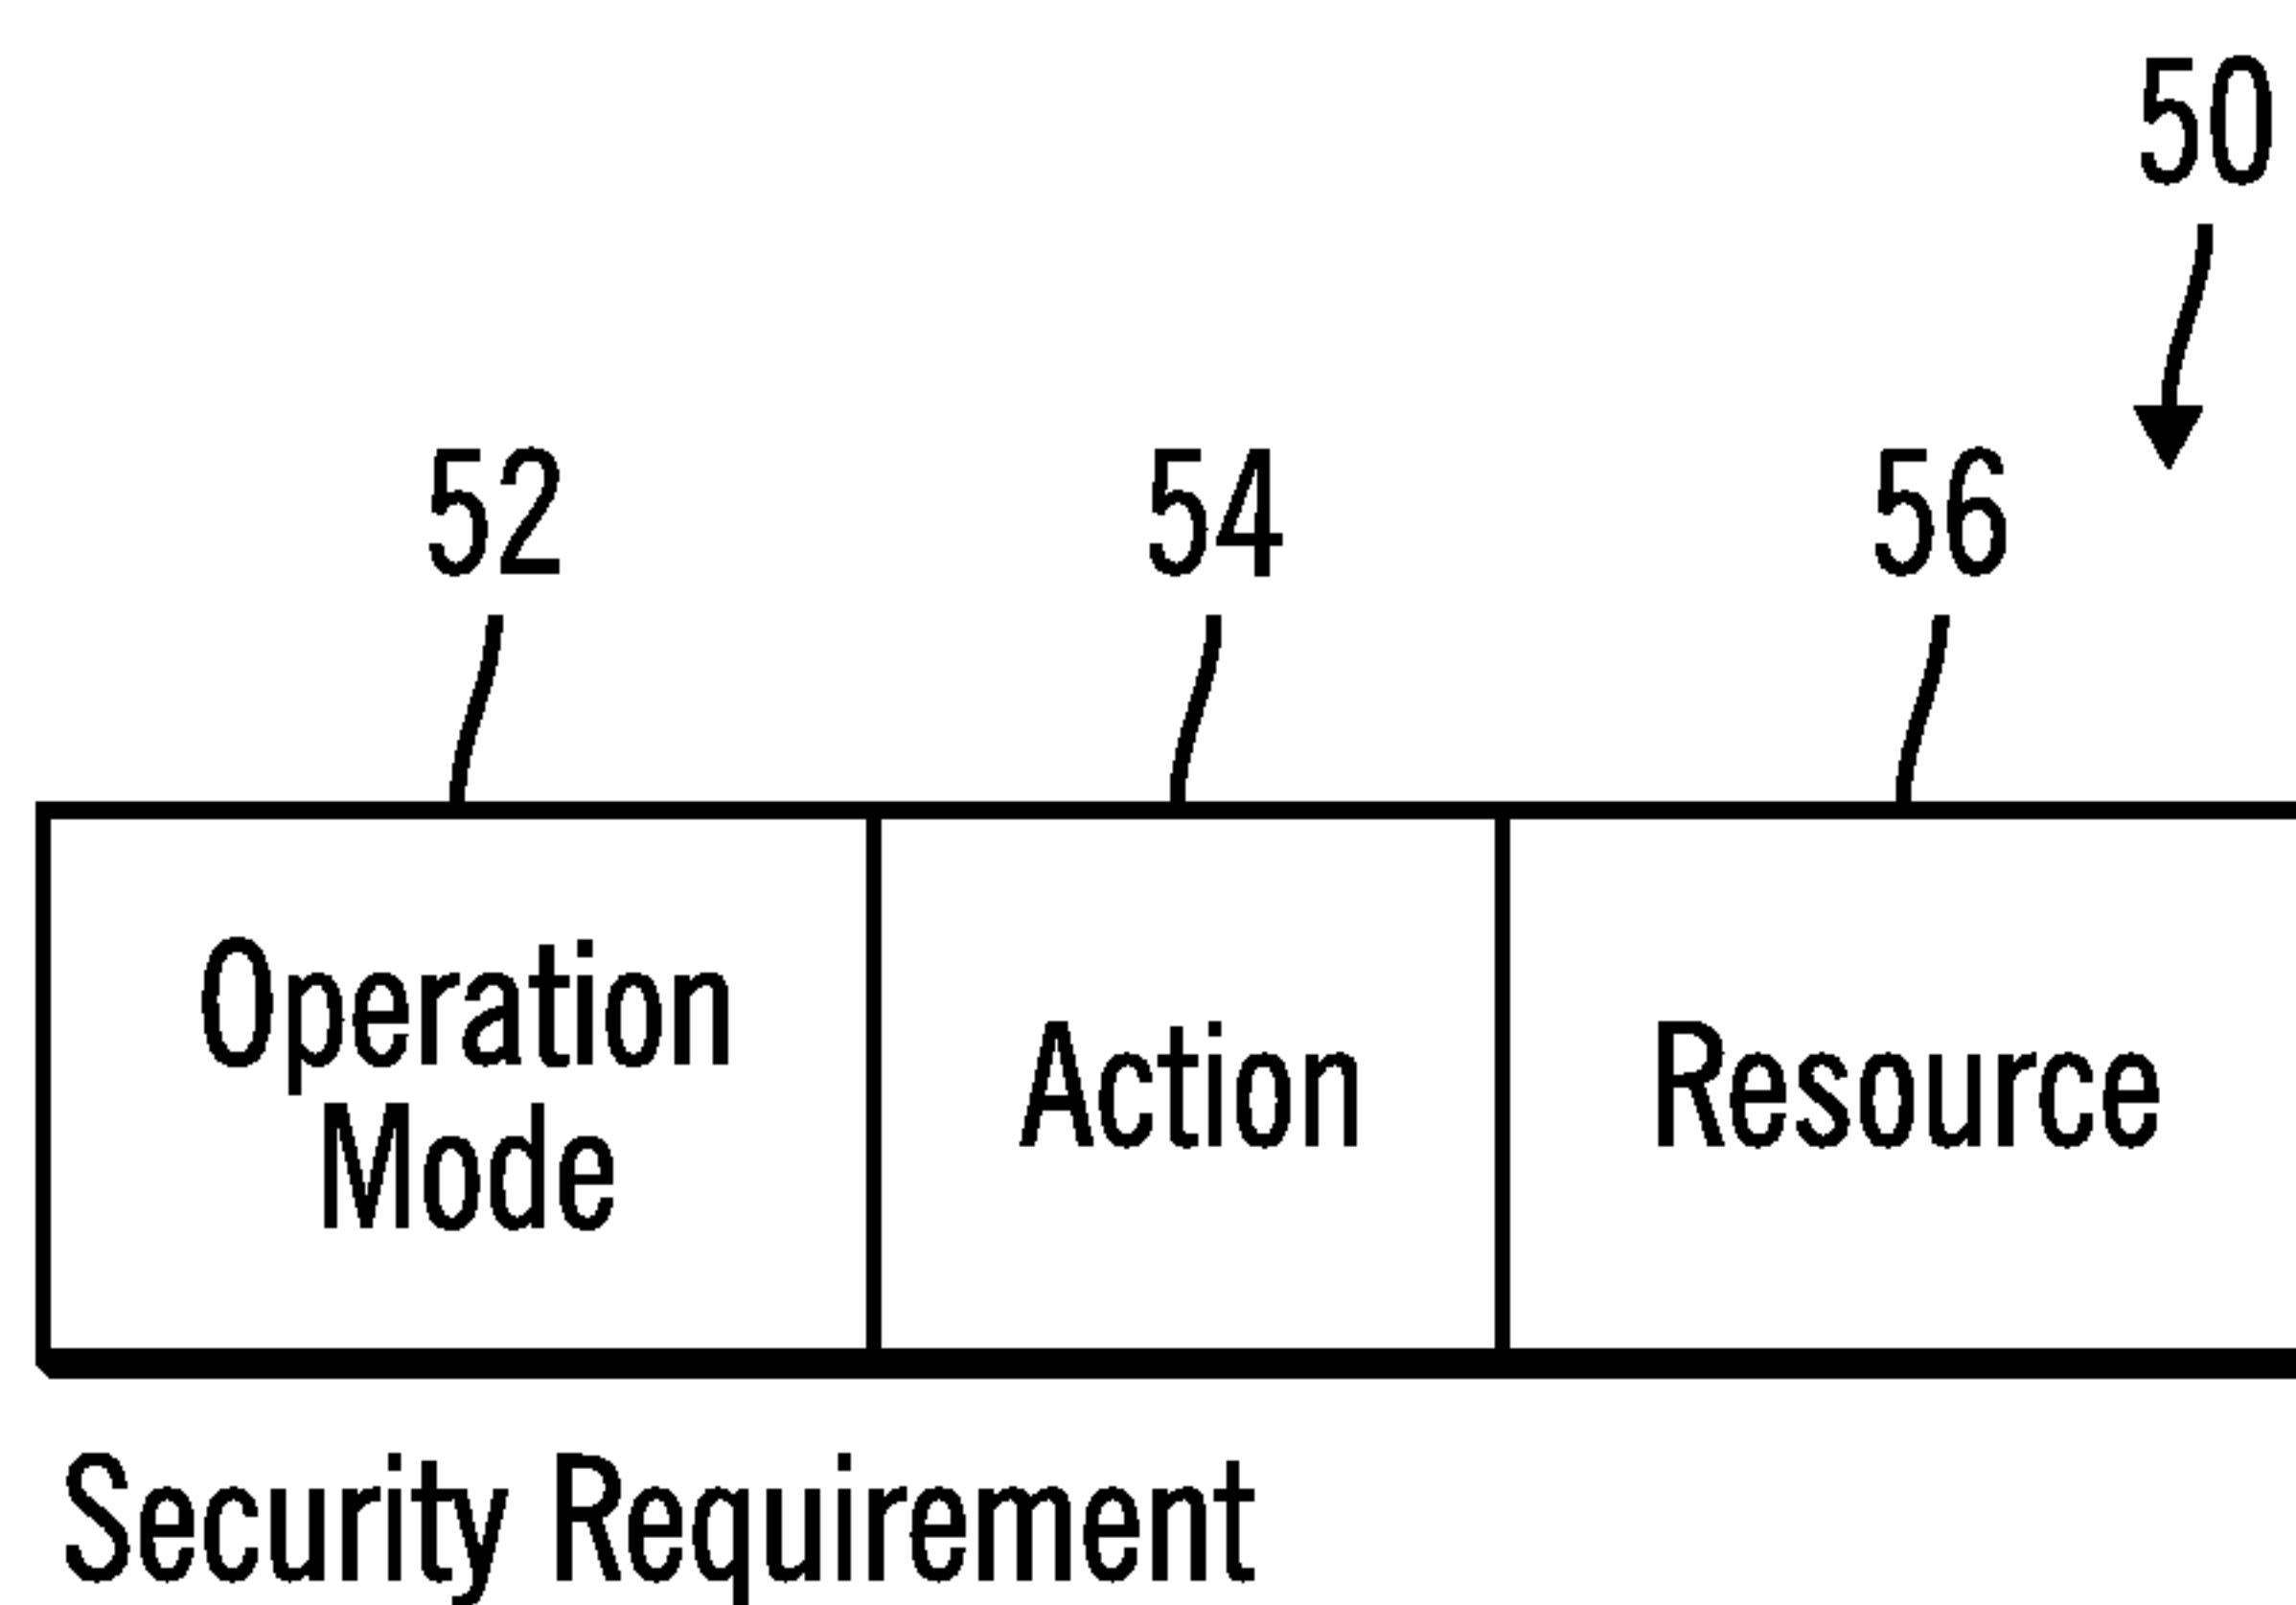 50
52 54 56
Operation
Mode
Action
Resource
Security Requirement